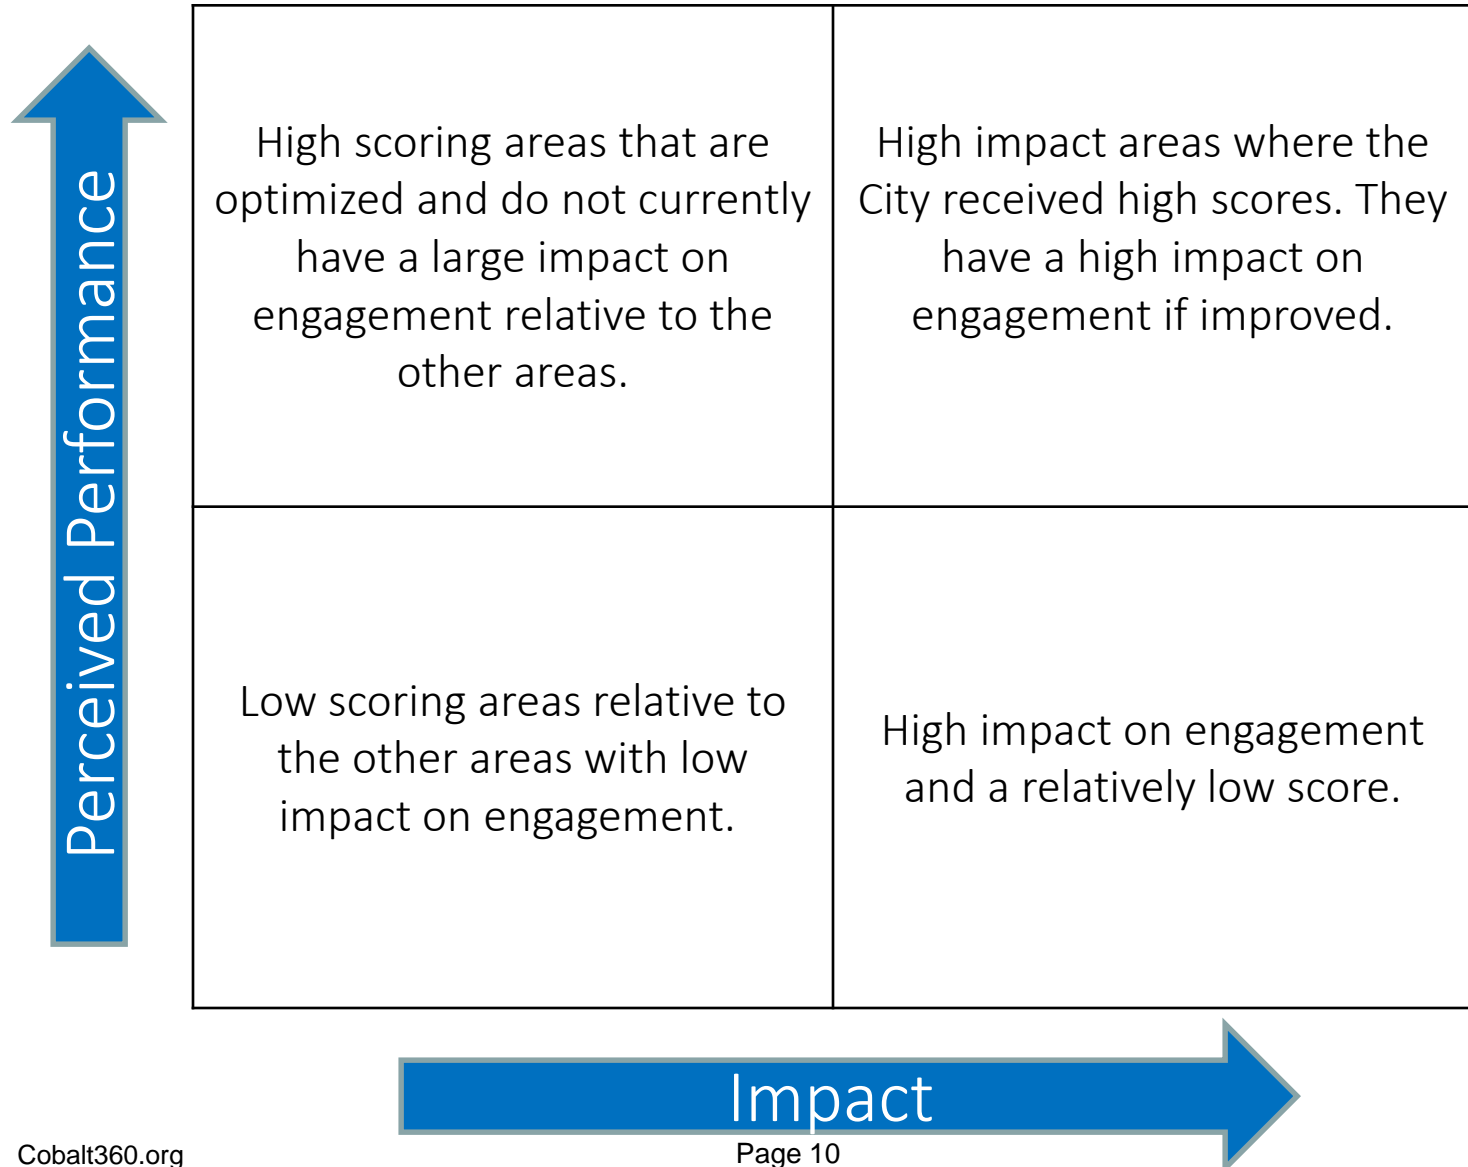 Perceived Performance
High scoring areas that are
optimized and do not currently
have a large impact on
engagement relative to the
other areas.
High impact areas where the
City received high scores. They
have a high impact on
engagement if improved.
Low scoring areas relative to
the other areas with low
impact on engagement.
High impact on engagement
and a relatively low score.
Impact
Cobalt360.org
Page 10